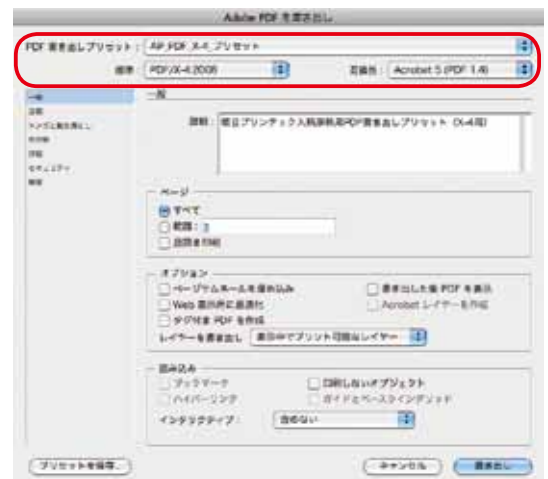 Adobe PDF を書き出し
PDF 書き出しプリセット： AP_PDF_X-4_プリセット
標準： PDF/X-4:2008 互換性： Acrobat 5 (PDF 1.4)
一般
一般
圧縮
トンボと裁ち落とし
色分解
詳細
セキュリティ
概要
説明： 朝日プリンテック入稿原稿用PDF書き出しプリセット（X-4用）
ページ
すべて
範囲： 1
見開き印刷
オプション
ページサムネールを埋め込み 書き出した後 PDF を表示
Web 表示用に最適化 Acrobat レイヤーを作成
タグ付き PDF を作成
レイヤーを書き出し 表示中でプリント可能なレイヤー
読み込み
ブックマーク 印刷しないオブジェクト
ハイパーリンク ガイドとベースライングリッド
インタラクティブ： 含めない
プリセットを保存... キャンセル 書き出し